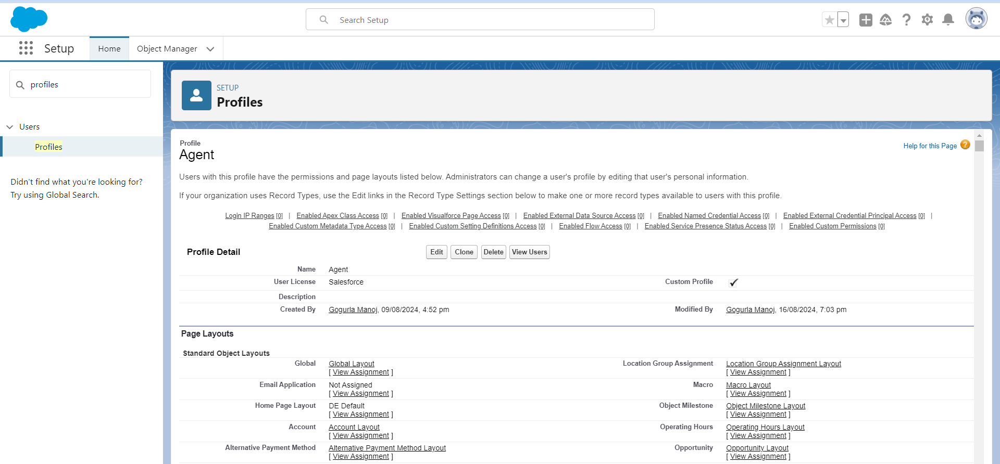 Search Setup
Setup
Home
Object Manager
profiles
Users
Profiles
Didn't find what you're looking for?
Try using Global Search.
SETUP
Profiles
Profile
Agent
Help for this Page ?
Users with this profile have the permissions and page layouts listed below. Administrators can change a user's profile by editing that user's personal information.
If your organization uses Record Types, use the Edit links in the Record Type Settings section below to make one or more record types available to users with this profile.
Login IP Ranges [0] | Enabled Apex Class Access [0] | Enabled Visualforce Page Access [0] | Enabled External Data Source Access [0] | Enabled Named Credential Access [0] | Enabled External Credential Principal Access [0] |
Enabled Custom Metadata Type Access [0] | Enabled Custom Setting Definitions Access [0] | Enabled Flow Access [0] | Enabled Service Presence Status Access [0] | Enabled Custom Permissions [0]
Profile Detail Edit Clone Delete View Users
Name Agent
User License Salesforce Custom Profile
Description
Created By Gogurla Manoj, 09/08/2024, 4:52 pm Modified By Gogurla Manoj, 16/08/2024, 7:03 pm
Page Layouts
Standard Object Layouts
Global Global Layout Location Group Assignment Location Group Assignment Layout
[ View Assignment ] [ View Assignment ]
Email Application Not Assigned Macro Macro Layout
[ View Assignment ] [ View Assignment ]
Home Page Layout DE Default Object Milestone Object Milestone Layout
[ View Assignment ] [ View Assignment ]
Account Account Layout Operating Hours Operating Hours Layout
[ View Assignment ] [ View Assignment ]
Alternative Payment Method Alternative Payment Method Layout Opportunity Opportunity Layout
[ View Assignment ] [ View Assignment ]